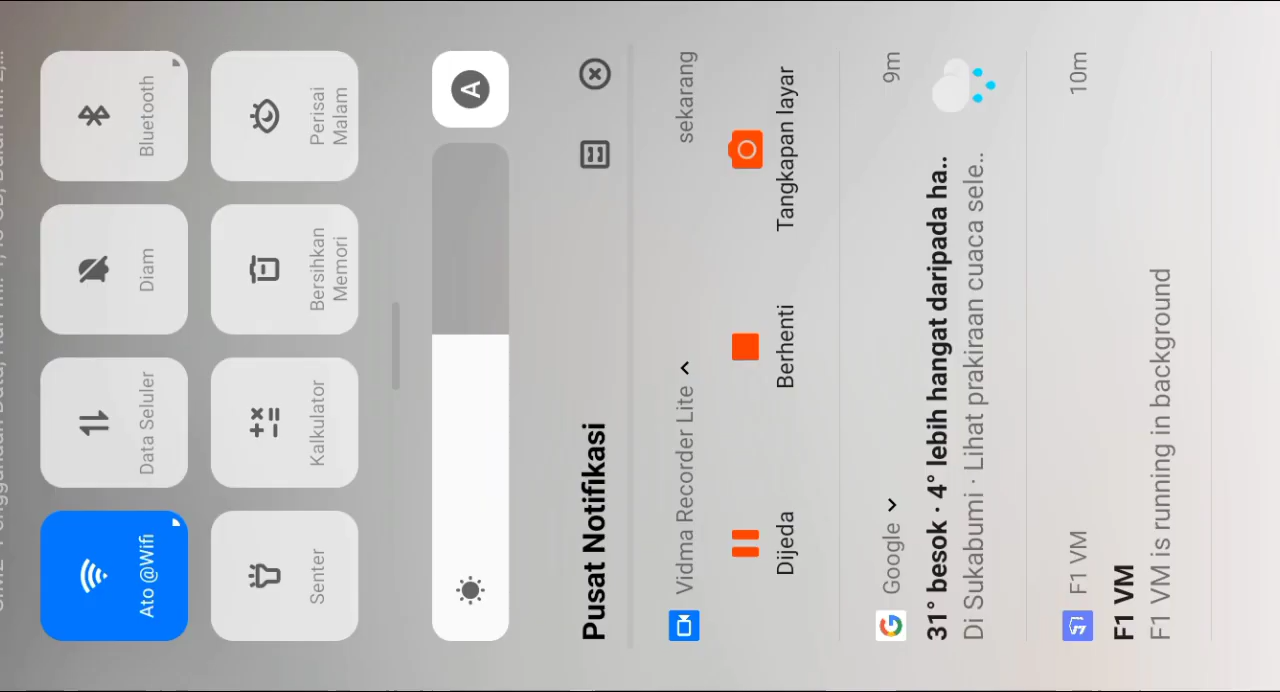 Ato @Wifi
Data Seluler
Diam
Bluetooth
Senter
Kalkulator
Bersihkan
Memori
Perisai
Malam
A
Pusat Notifikasi
Vidma Recorder Lite
sekarang
Dijeda
Berhenti
Tangkapan layar
Google
9m
31° besok · 4° lebih hangat daripada ha..
Di Sukabumi · Lihat prakiraan cuaca sele..
F1 VM
10m
F1 VM
F1 VM is running in background